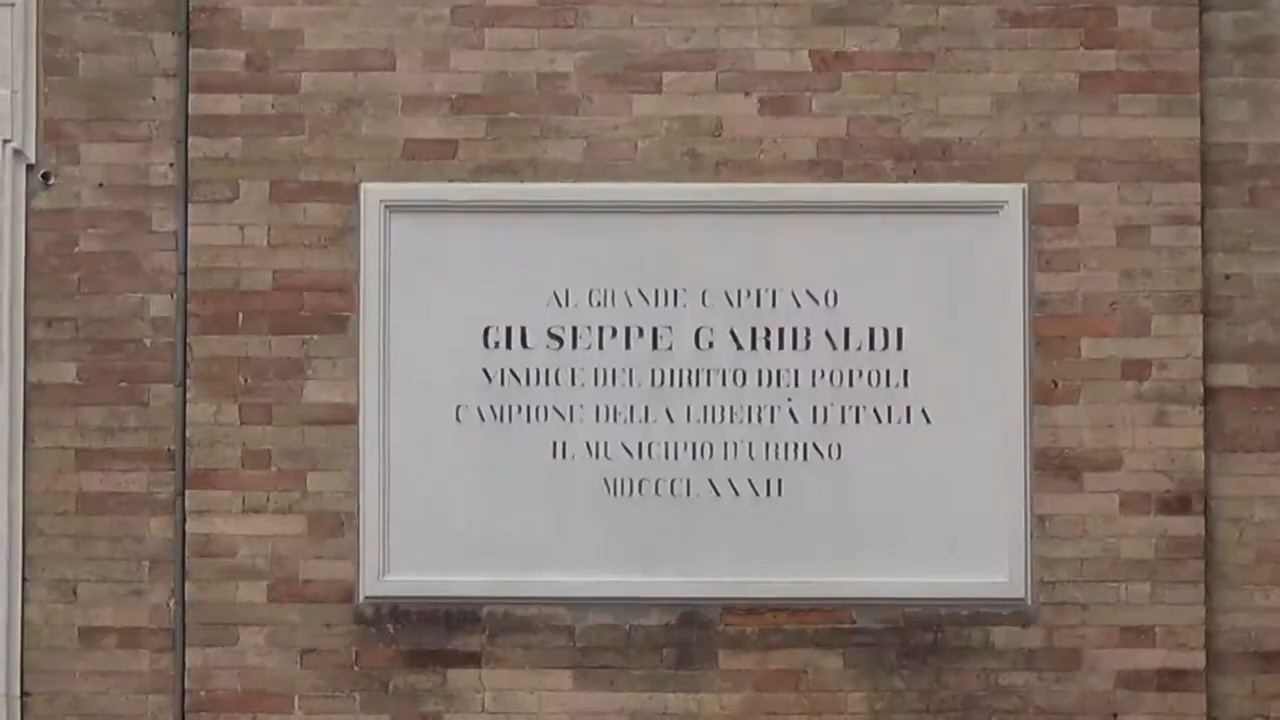 AL GRANDE CAPITANO
GIUSEPPE GARIBALDI
VINDICE DEL DIRITTO DEI POPOLI
CAMPIONE DELLA LIBERTÀ D'ITALIA
IL MUNICIPIO D'URBINO
MDCCCLXXXII